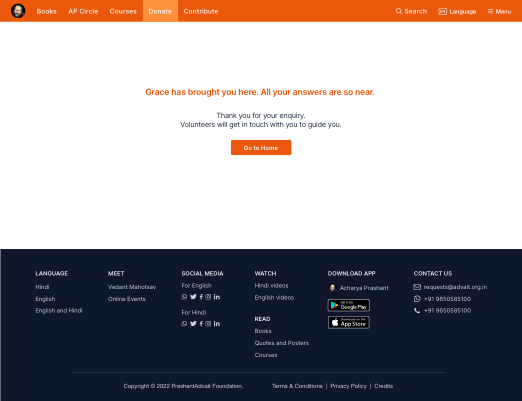 Books AP Circle Courses Donate Contribute Search EN Language Menu
Grace has brought you here. All your answers are so near.
Thank you for your enquiry.
Volunteers will get in touch with you to guide you.
Go to Home
LANGUAGE
Hindi
English
English and Hindi
MEET
Vedant Mahotsav
Online Events
SOCIAL MEDIA
For English
For Hindi
WATCH
Hindi videos
English videos
READ
Books
Quotes and Posters
Courses
DOWNLOAD APP
Acharya Prashant
GET IT ON
Google Play
Download on the
App Store
CONTACT US
requests@advait.org.in
+91 9650585100
+91 9650585100
Copyright © 2022 PrashantAdvait Foundation. Terms & Conditions | Privacy Policy | Credits